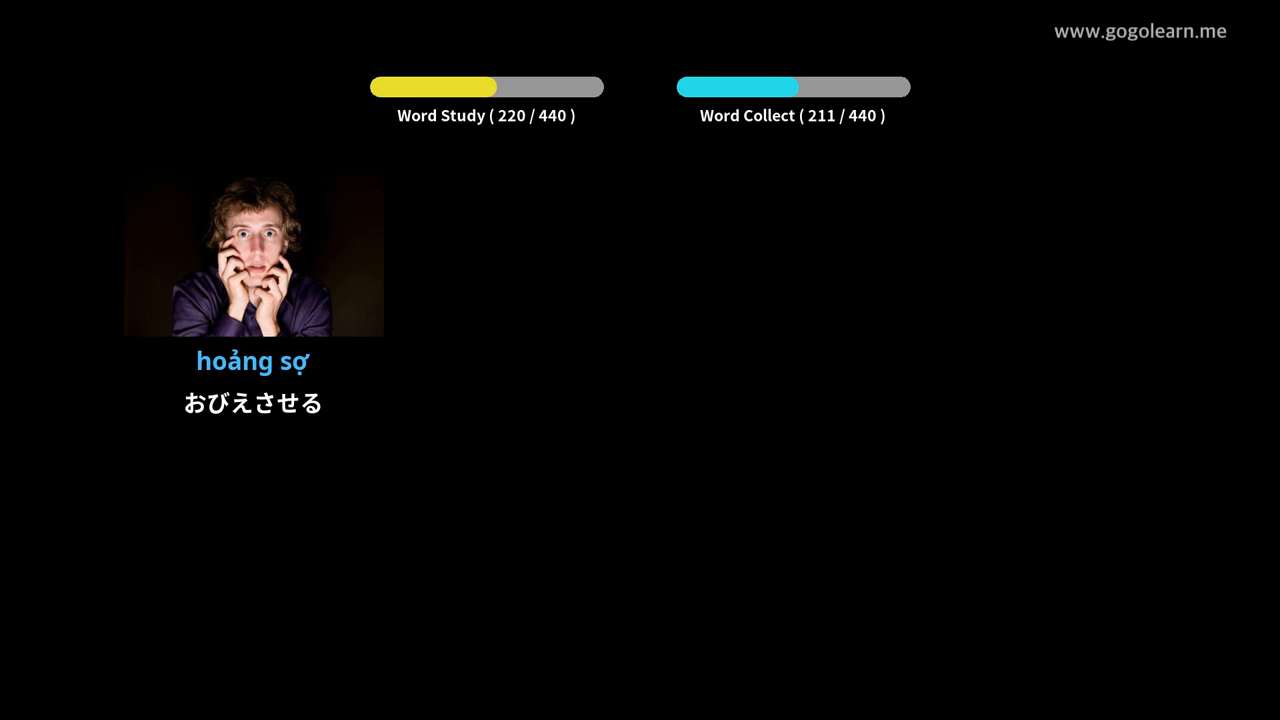 www.gogolearn.me
Word Study ( 220 / 440 )
Word Collect ( 211 / 440 )
hoảng sợ
おびえさせる